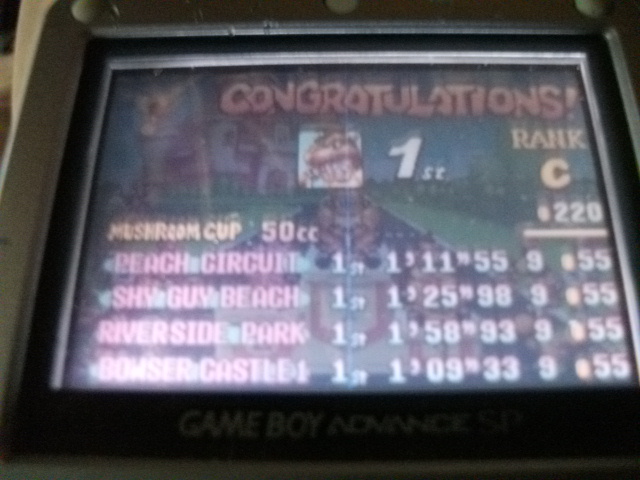 CONGRATULATIONS!
1ST
RANK
C
220
MUSHROOM CUP 50cc
PEACH CIRCUIT 1ST 1'11"55 9 55
SHY GUY BEACH 1ST 1'25"98 9 55
RIVERSIDE PARK 1ST 1'58"93 9 55
BOWSER CASTLE 1 1ST 1'09"33 9 55
GAME BOY ADVANCE SP